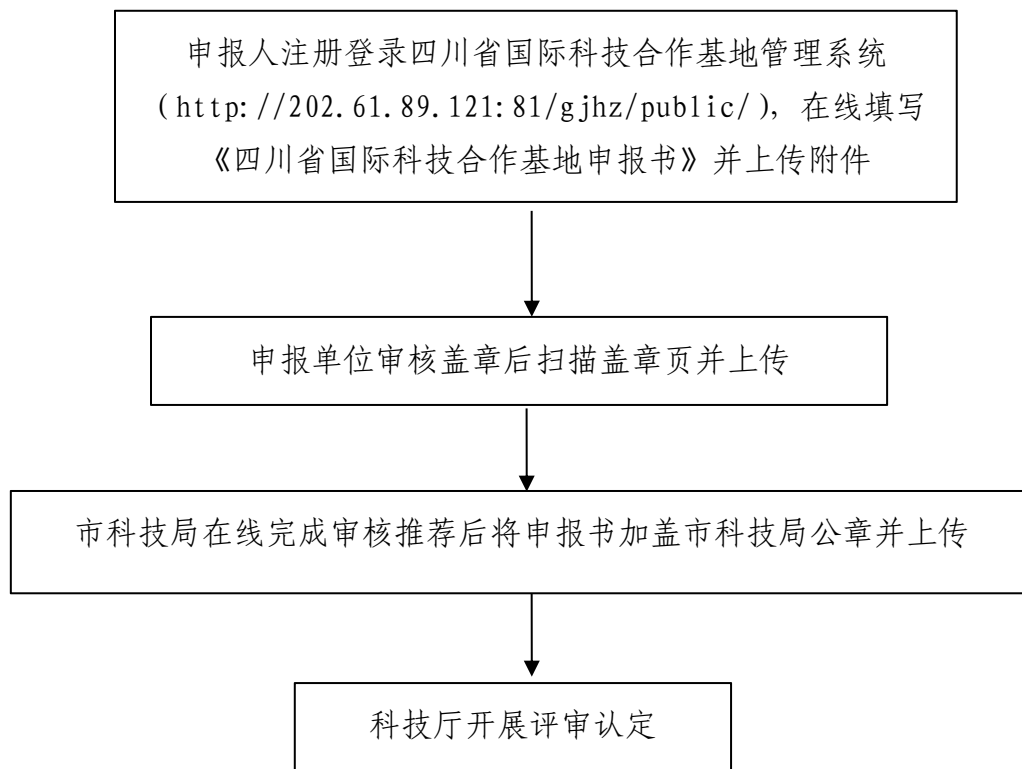 申报人注册登录四川省国际科技合作基地管理系统
(http://202.61.89.121:81/gjhz/public/)，在线填写
《四川省国际科技合作基地申报书》并上传附件
申报单位审核盖章后扫描盖章页并上传
市科技局在线完成审核推荐后将申报书加盖市科技局公章并上传
科技厅开展评审认定